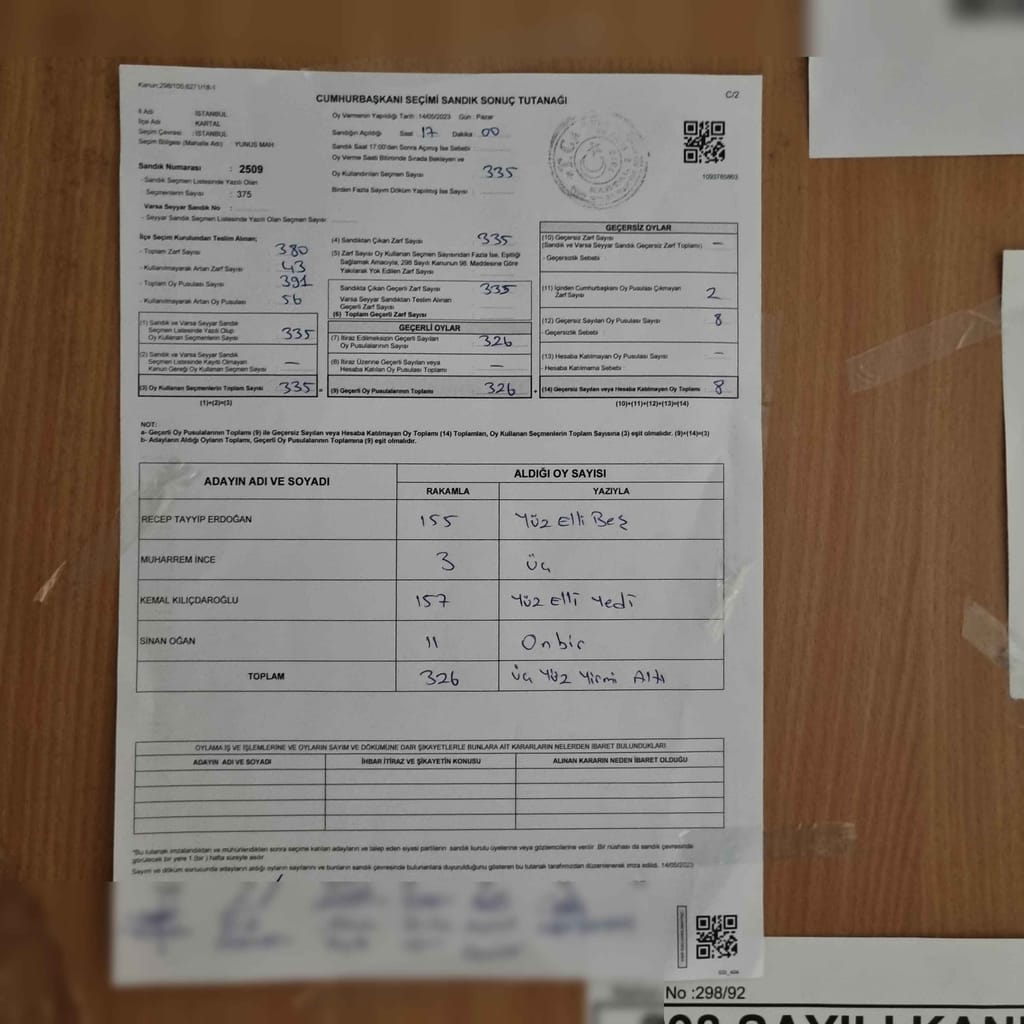 Kanun:298/105,6271/18-1
CUMHURBAŞKANI SEÇİMİ SANDIK SONUÇ TUTANAĞI
C/2
İl Adı : İSTANBUL
İlçe Adı : KARTAL
Seçim Çevresi : İSTANBUL
Seçim Bölgesi (Mahalle Adı) : YUNUS MAH.
Sandık Numarası : 2509
- Sandık Seçmen Listesinde Yazılı Olan
Seçmenlerin Sayısı : 375
Varsa Seyyar Sandık No :
- Seyyar Sandık Seçmen Listesinde Yazılı Olan Seçmen Sayısı
Oy Vermenin Yapıldığı Tarih : 14/05/2023 Gün : Pazar
Sandığın Açıldığı Saat 17 Dakika 00
Sandık Saat 17:00'den Sonra Açılmış İse Sebebi :
Oy Verme Saati Bitiminde Sırada Bekleyen ve
Oy Kullandırılan Seçmen Sayısı 335
Birden Fazla Sayım Döküm Yapılmış İse Sayısı
1093785863
İlçe Seçim Kurulundan Teslim Alınan;
- Toplam Zarf Sayısı 380
- Kullanılmayarak Artan Zarf Sayısı 43
- Toplam Oy Pusulası Sayısı 391
- Kullanılmayarak Artan Oy Pusulası 56
(1) Sandık ve Varsa Seyyar Sandık
Seçmen Listesinde Yazılı Olup
Oy Kullanan Seçmenlerin Sayısı 335
(2) Sandık ve Varsa Seyyar Sandık
Seçmen Listesinde Kayıtlı Olmayan
Kanun Gereği Oy Kullanan Seçmen Sayısı —
(3) Oy Kullanan Seçmenlerin Toplam Sayısı 335 =
(1)+(2)=(3)
(4) Sandıktan Çıkan Zarf Sayısı 335
(5) Zarf Sayısı Oy Kullanan Seçmen Sayısından Fazla İse, Eşitliği
Sağlamak Amacıyla, 298 Sayılı Kanunun 98. Maddesine Göre
Yakılarak Yok Edilen Zarf Sayısı
Sandıkta Çıkan Geçerli Zarf Sayısı 335
Varsa Seyyar Sandıktan Teslim Alınan
Geçerli Zarf Sayısı
(6) Toplam Geçerli Zarf Sayısı
GEÇERLİ OYLAR
(7) İtiraz Edilmeksizin Geçerli Sayılan
Oy Pusulalarının Sayısı 326
(8) İtiraz Üzerine Geçerli Sayılan veya
Hesaba Katılan Oy Pusulası Toplamı —
(9) Geçerli Oy Pusulalarının Toplamı 326 +
GEÇERSİZ OYLAR
(10) Geçersiz Zarf Sayısı
(Sandık ve Varsa Seyyar Sandık Geçersiz Zarf Toplamı) —
- Geçersizlik Sebebi :
(11) İçinden Cumhurbaşkanı Oy Pusulası Çıkmayan
Zarf Sayısı 2
(12) Geçersiz Sayılan Oy Pusulası Sayısı 8
- Geçersizlik Sebebi :
(13) Hesaba Katılmayan Oy Pusulası Sayısı —
- Hesaba Katılmama Sebebi :
(14) Geçersiz Sayılan veya Hesaba Katılmayan Oy Toplamı 8
(10)+(11)+(12)+(13)=(14)
NOT:
a- Geçerli Oy Pusulasının Toplamı (9) ile Geçersiz Sayılan veya Hesaba Katılmayan Oy Toplamı (14) Toplamları, Oy Kullanan Seçmenlerin Toplam Sayısına (3) eşit olmalıdır. (9)+(14)=(3)
b- Adayların Aldığı Oyların Toplamı, Geçerli Oy Pusulalarının Toplamına (9) eşit olmalıdır.
ADAYIN ADI VE SOYADI ALDIĞI OY SAYISI
RAKAMLA YAZIYLA
RECEP TAYYİP ERDOĞAN 155 Yüz Elli Beş
MUHARREM İNCE 3 Üç
KEMAL KILIÇDAROĞLU 157 Yüz Elli Yedi
SİNAN OĞAN 11 Onbir
TOPLAM 326 Üç Yüz Yirmi Altı
OYLAMA İŞ VE İŞLEMLERİNE VE OYLARIN SAYIM VE DÖKÜMÜNE DAİR ŞİKAYETLERLE BUNLARA AİT KARARLARIN NELERDEN İBARET BULUNDUKLARI
ADAYIN ADI VE SOYADI İHBAR İTİRAZ VE ŞİKAYETİN KONUSU ALINAN KARARIN NEDEN İBARET OLDUĞU
*Bu tutanak imzalandıktan ve mühürlendikten sonra seçime katılan adayların ve talep eden siyasi partilerin sandık kurulu üyelerine veya gözlemcilerine verilir. Bir nüshası da sandık çevresinde
görülecek bir yere 1 (bir ) hafta süreyle asılır.
Sayım ve döküm sonucunda adayların aldığı oyların sayılarını ve bunların sandık çevresinde bulunanlara duyurulduğunu gösteren bu tutanak tarafımızdan düzenlenerek imza edildi. 14/05/2023
No :298/92